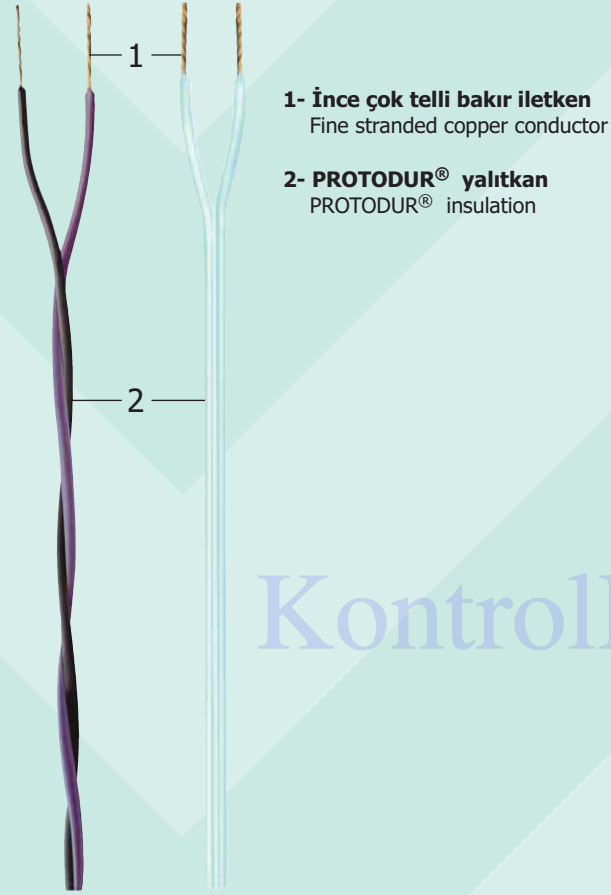 1
1- İnce çok telli bakır iletken
Fine stranded copper conductor
2- PROTODUR® yalıtkan
PROTODUR® insulation
2
Kontroll